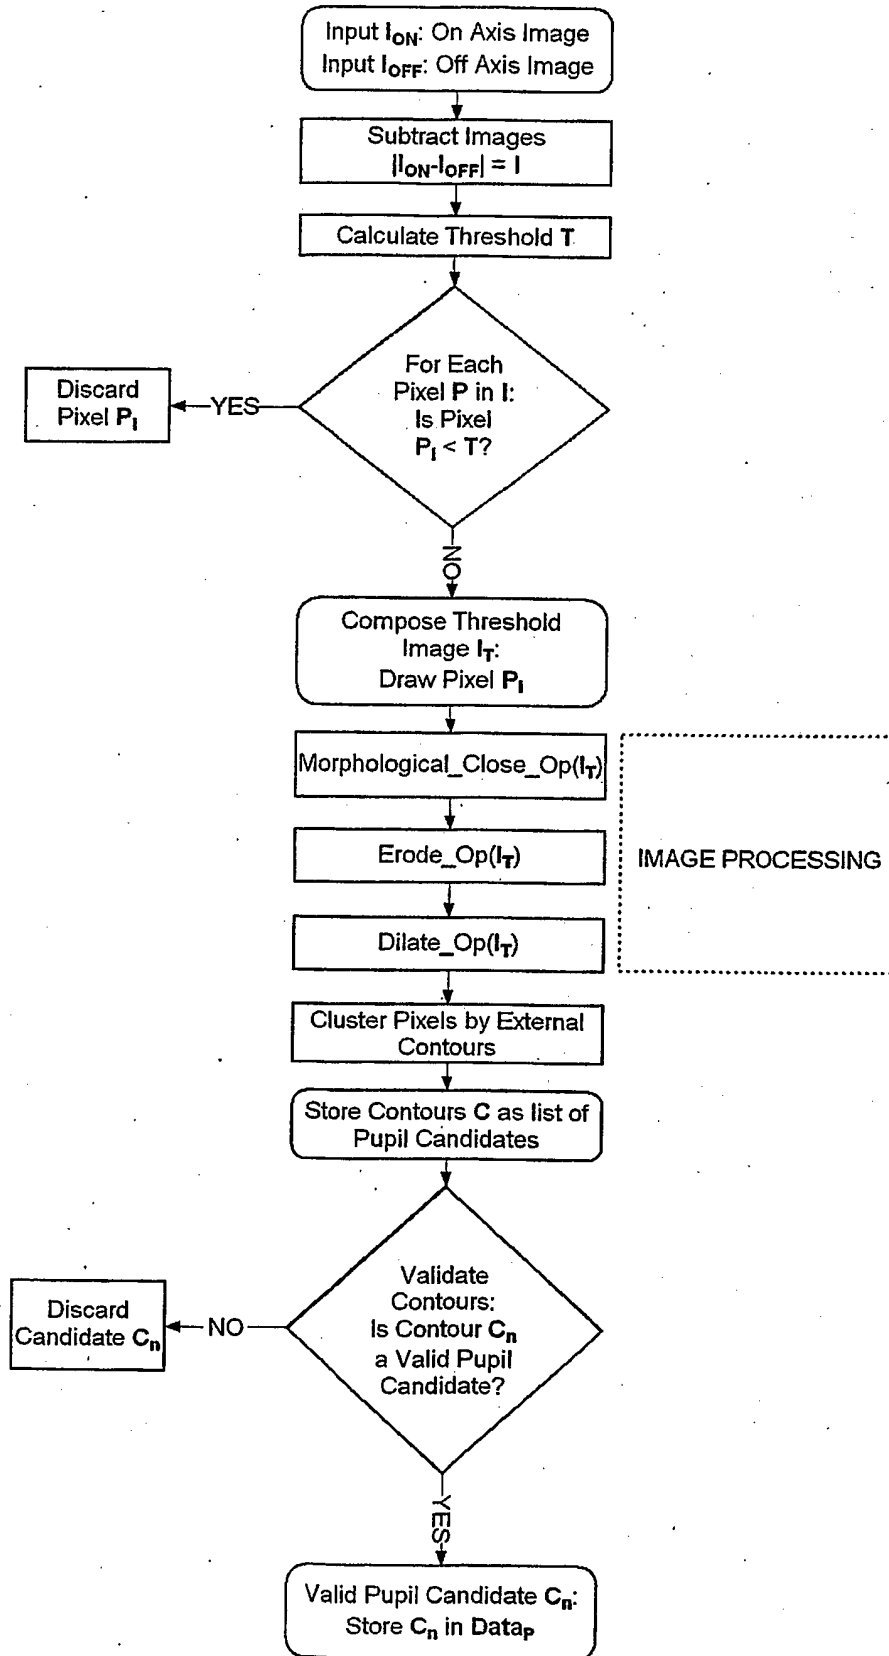 Input I_ON: On Axis Image
Input I_OFF: Off Axis Image
Subtract Images
|I_ON-I_OFF| = I
Calculate Threshold T
For Each
Pixel P in I:
Is Pixel
P_I < T?
YES
Discard
Pixel P_I
NO
Compose Threshold
Image I_T:
Draw Pixel P_I
Morphological_Close_Op(I_T)
Erode_Op(I_T)
IMAGE PROCESSING
Dilate_Op(I_T)
Cluster Pixels by External
Contours
Store Contours C as list of
Pupil Candidates
Validate
Contours:
Is Contour C_n
a Valid Pupil
Candidate?
NO
Discard
Candidate C_n
YES
Valid Pupil Candidate C_n:
Store C_n in Data_P